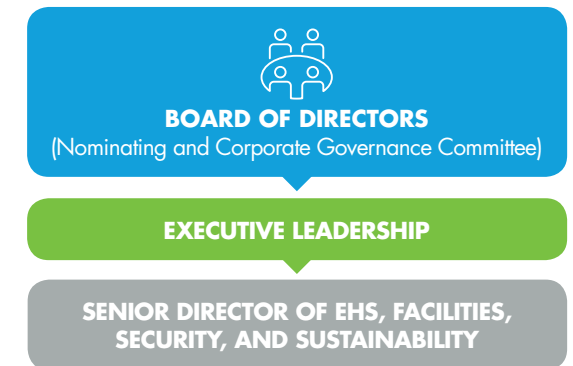 BOARD OF DIRECTORS
(Nominating and Corporate Governance Committee)
EXECUTIVE LEADERSHIP
SENIOR DIRECTOR OF EHS, FACILITIES,
SECURITY, AND SUSTAINABILITY